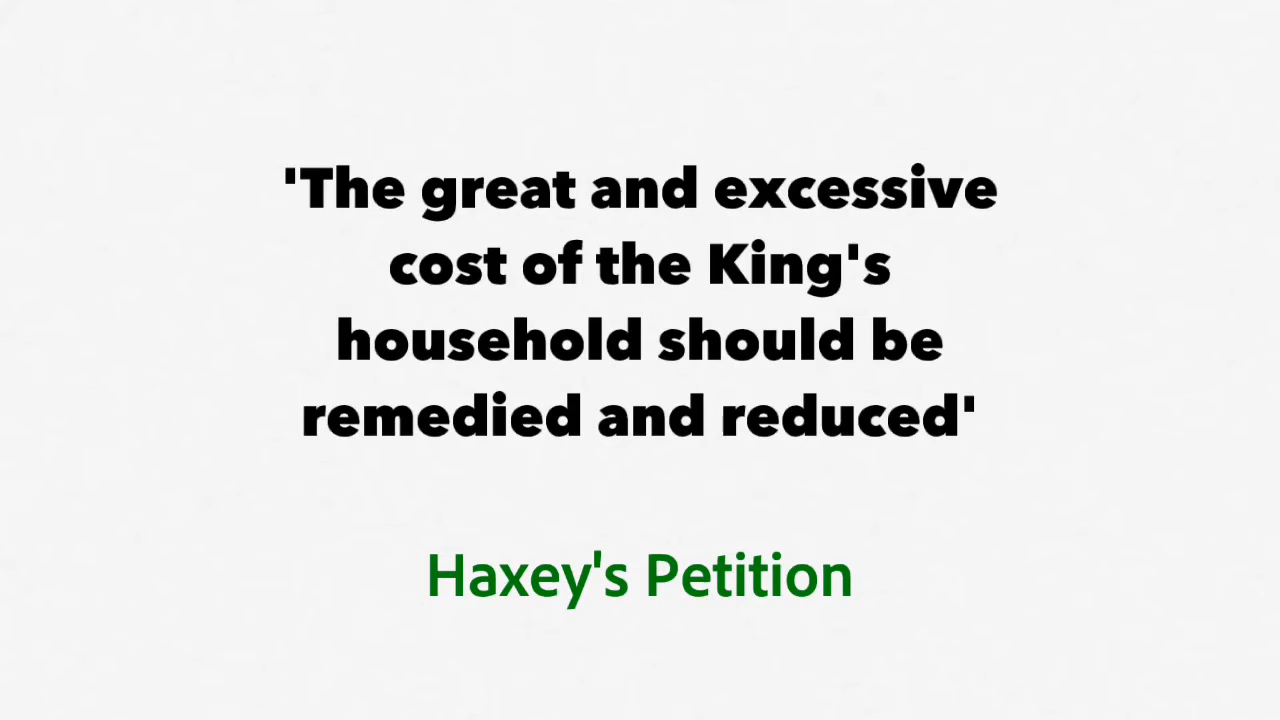 'The great and excessive
cost of the King's
household should be
remedied and reduced'
Haxey's Petition